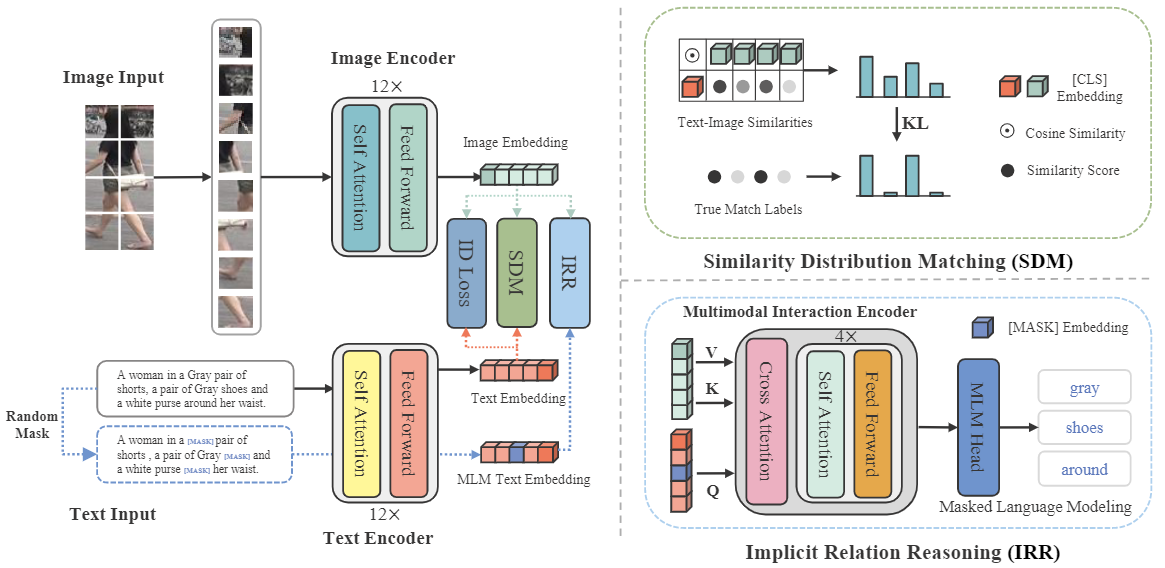 Image Input
Image Encoder
12×
Self Attention
Feed Forward
Image Embedding
ID Loss
SDM
IRR
A woman in a Gray pair of
shorts, a pair of Gray shoes and
a white purse around her waist.
Random
Mask
A woman in a [MASK] pair of
shorts , a pair of Gray [MASK] and
a white purse [MASK] her waist.
Text Input
Self Attention
Feed Forward
12×
Text Encoder
Text Embedding
MLM Text Embedding
Text-Image Similarities
KL
True Match Labels
[CLS]
Embedding
Cosine Similarity
Similarity Score
Similarity Distribution Matching (SDM)
Multimodal Interaction Encoder
4×
V
K
Q
Cross Attention
Self Attention
Feed Forward
[MASK] Embedding
MLM Head
gray
shoes
around
Masked Language Modeling
Implicit Relation Reasoning (IRR)